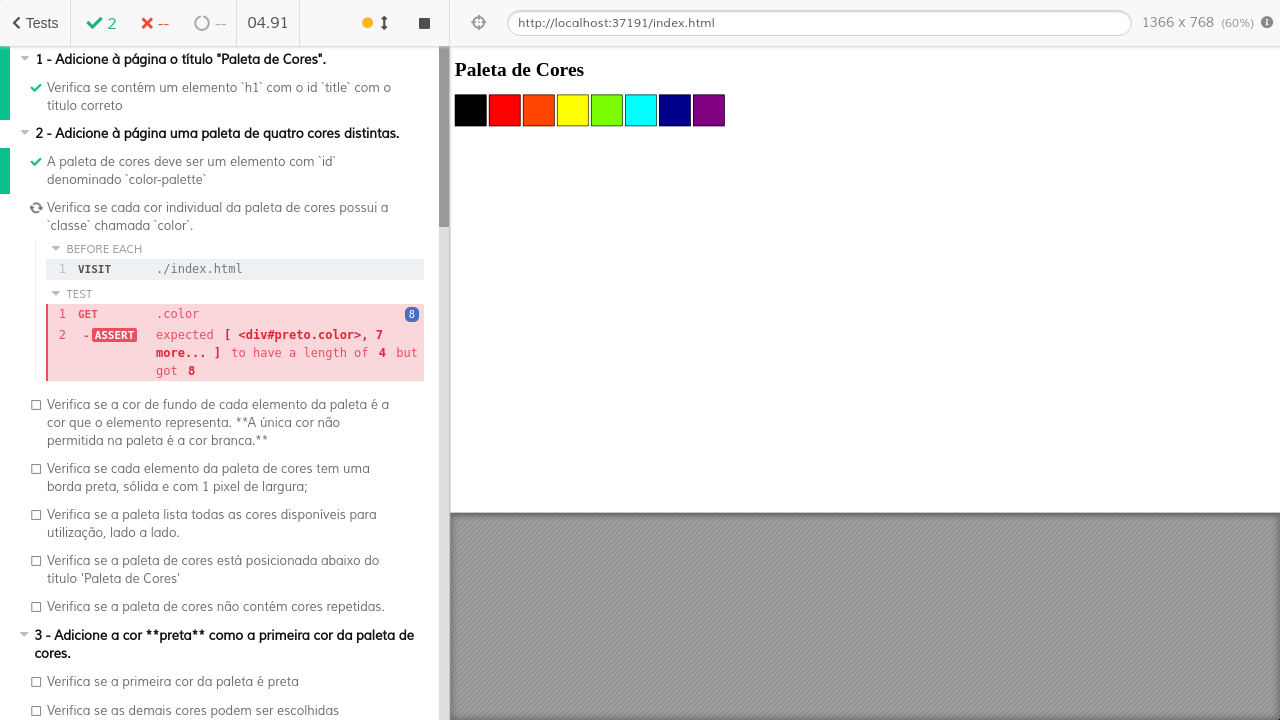 Tests
2
--
--
04.91
http://localhost:37191/index.html
1366 x 768 (60%)
1 - Adicione à página o título "Paleta de Cores".
Verifica se contém um elemento `h1` com o id `title` com o
título correto
2 - Adicione à página uma paleta de quatro cores distintas.
A paleta de cores deve ser um elemento com `id`
denominado `color-palette`
Verifica se cada cor individual da paleta de cores possui a
`classe` chamada `color`.
BEFORE EACH
1 VISIT ./index.html
TEST
1 GET .color 8
2 -ASSERT expected [ <div#preto.color>, 7
more... ] to have a length of 4 but
got 8
Verifica se a cor de fundo de cada elemento da paleta é a
cor que o elemento representa. **A única cor não
permitida na paleta é a cor branca.**
Verifica se cada elemento da paleta de cores tem uma
borda preta, sólida e com 1 pixel de largura;
Verifica se a paleta lista todas as cores disponíveis para
utilização, lado a lado.
Verifica se a paleta de cores está posicionada abaixo do
título 'Paleta de Cores'
Verifica se a paleta de cores não contém cores repetidas.
3 - Adicione a cor **preta** como a primeira cor da paleta de
cores.
Verifica se a primeira cor da paleta é preta
Verifica se as demais cores podem ser escolhidas
Paleta de Cores